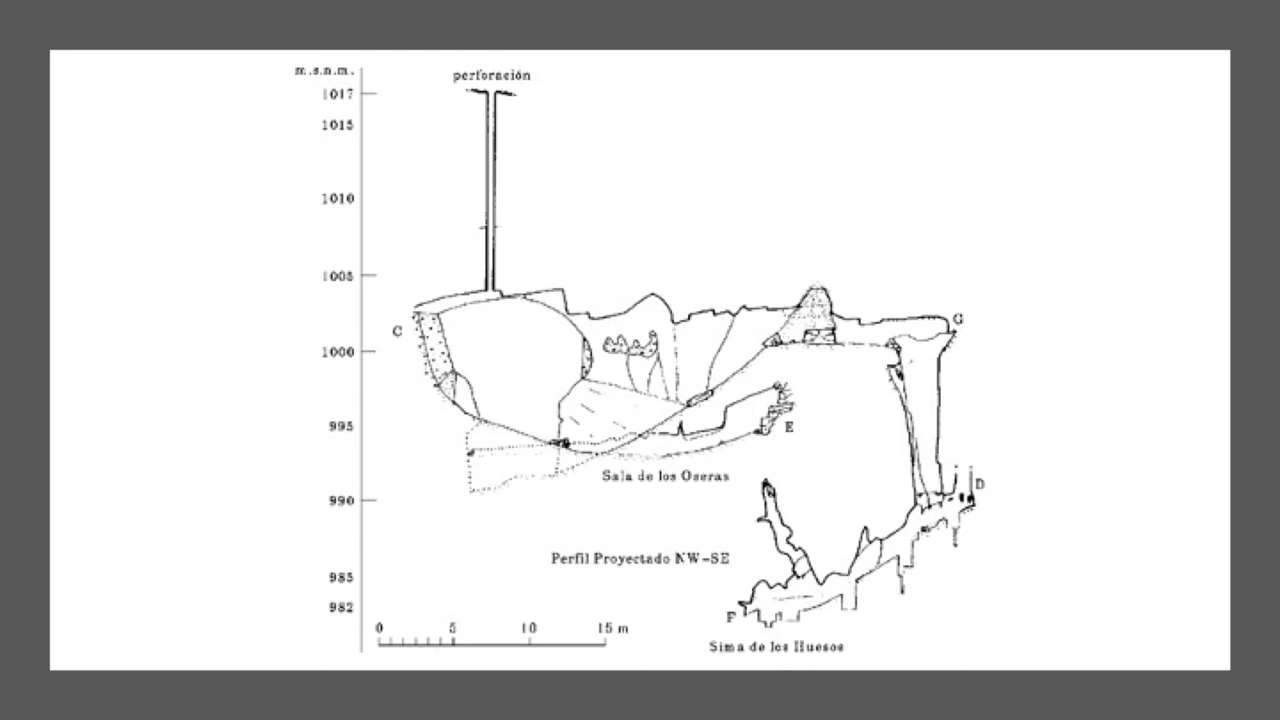 m.s.n.m.
perforación
1017
1015
1010
1005
G
C
1000
995
E
Sala de los Oseras
D
990
Perfil Proyectado NW-SE
985
982
F
0 5 10 15 m
Sima de los Huesos